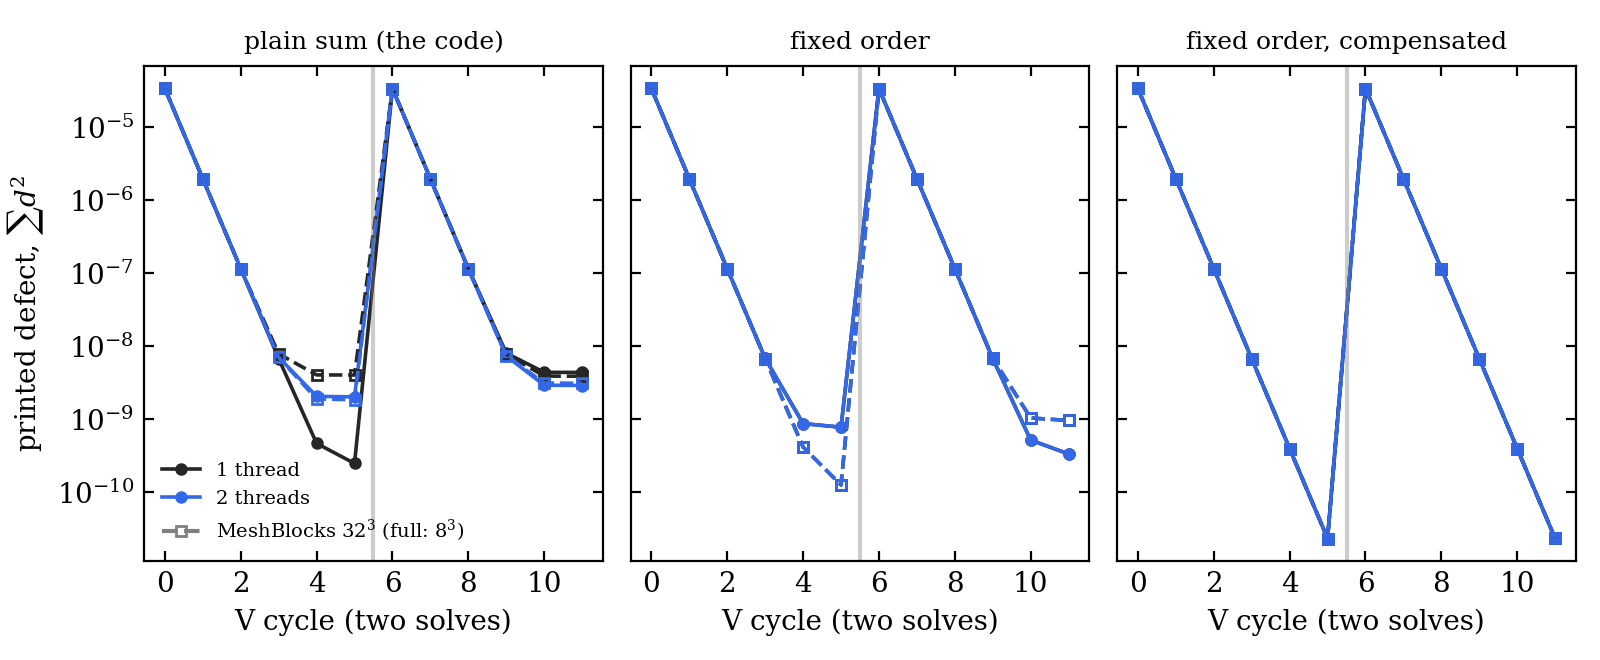 plain sum (the code)
fixed order
fixed order, compensated
printed defect, ∑d²
10⁻⁵
10⁻⁶
10⁻⁷
10⁻⁸
10⁻⁹
10⁻¹⁰
1 thread
2 threads
MeshBlocks 32³ (full: 8³)
0 2 4 6 8 10
0 2 4 6 8 10
0 2 4 6 8 10
V cycle (two solves)
V cycle (two solves)
V cycle (two solves)